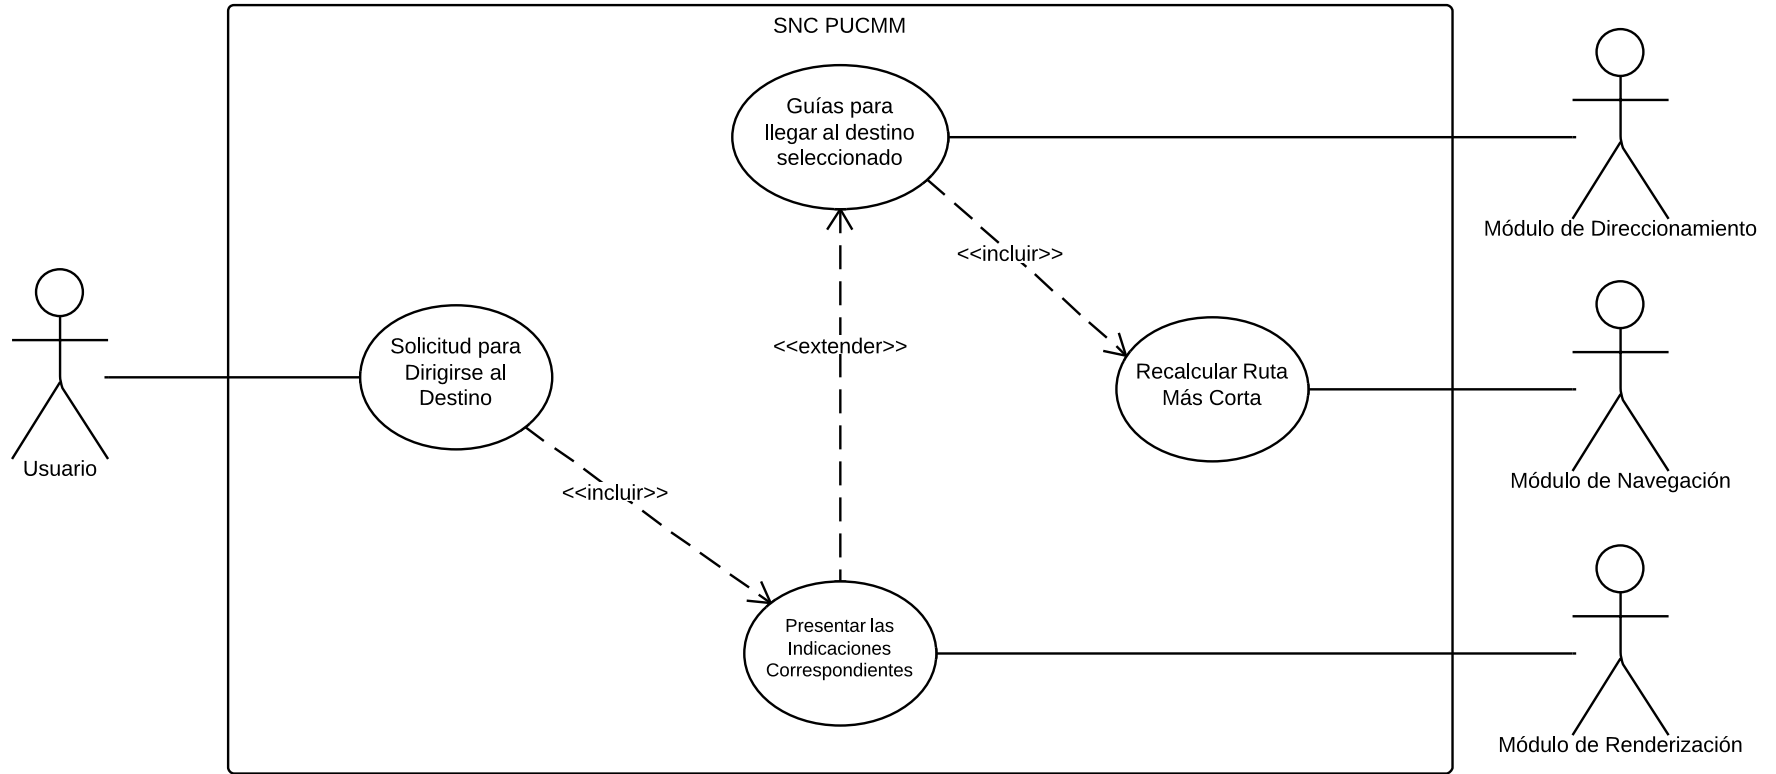 SNC PUCMM
Guías para
llegar al destino
seleccionado
Módulo de Direccionamiento
<<incluir>>
<<extender>>
Solicitud para
Dirigirse al
Destino
Recalcular Ruta
Más Corta
Usuario
Módulo de Navegación
<<incluir>>
Presentar las
Indicaciones
Correspondientes
Módulo de Renderización